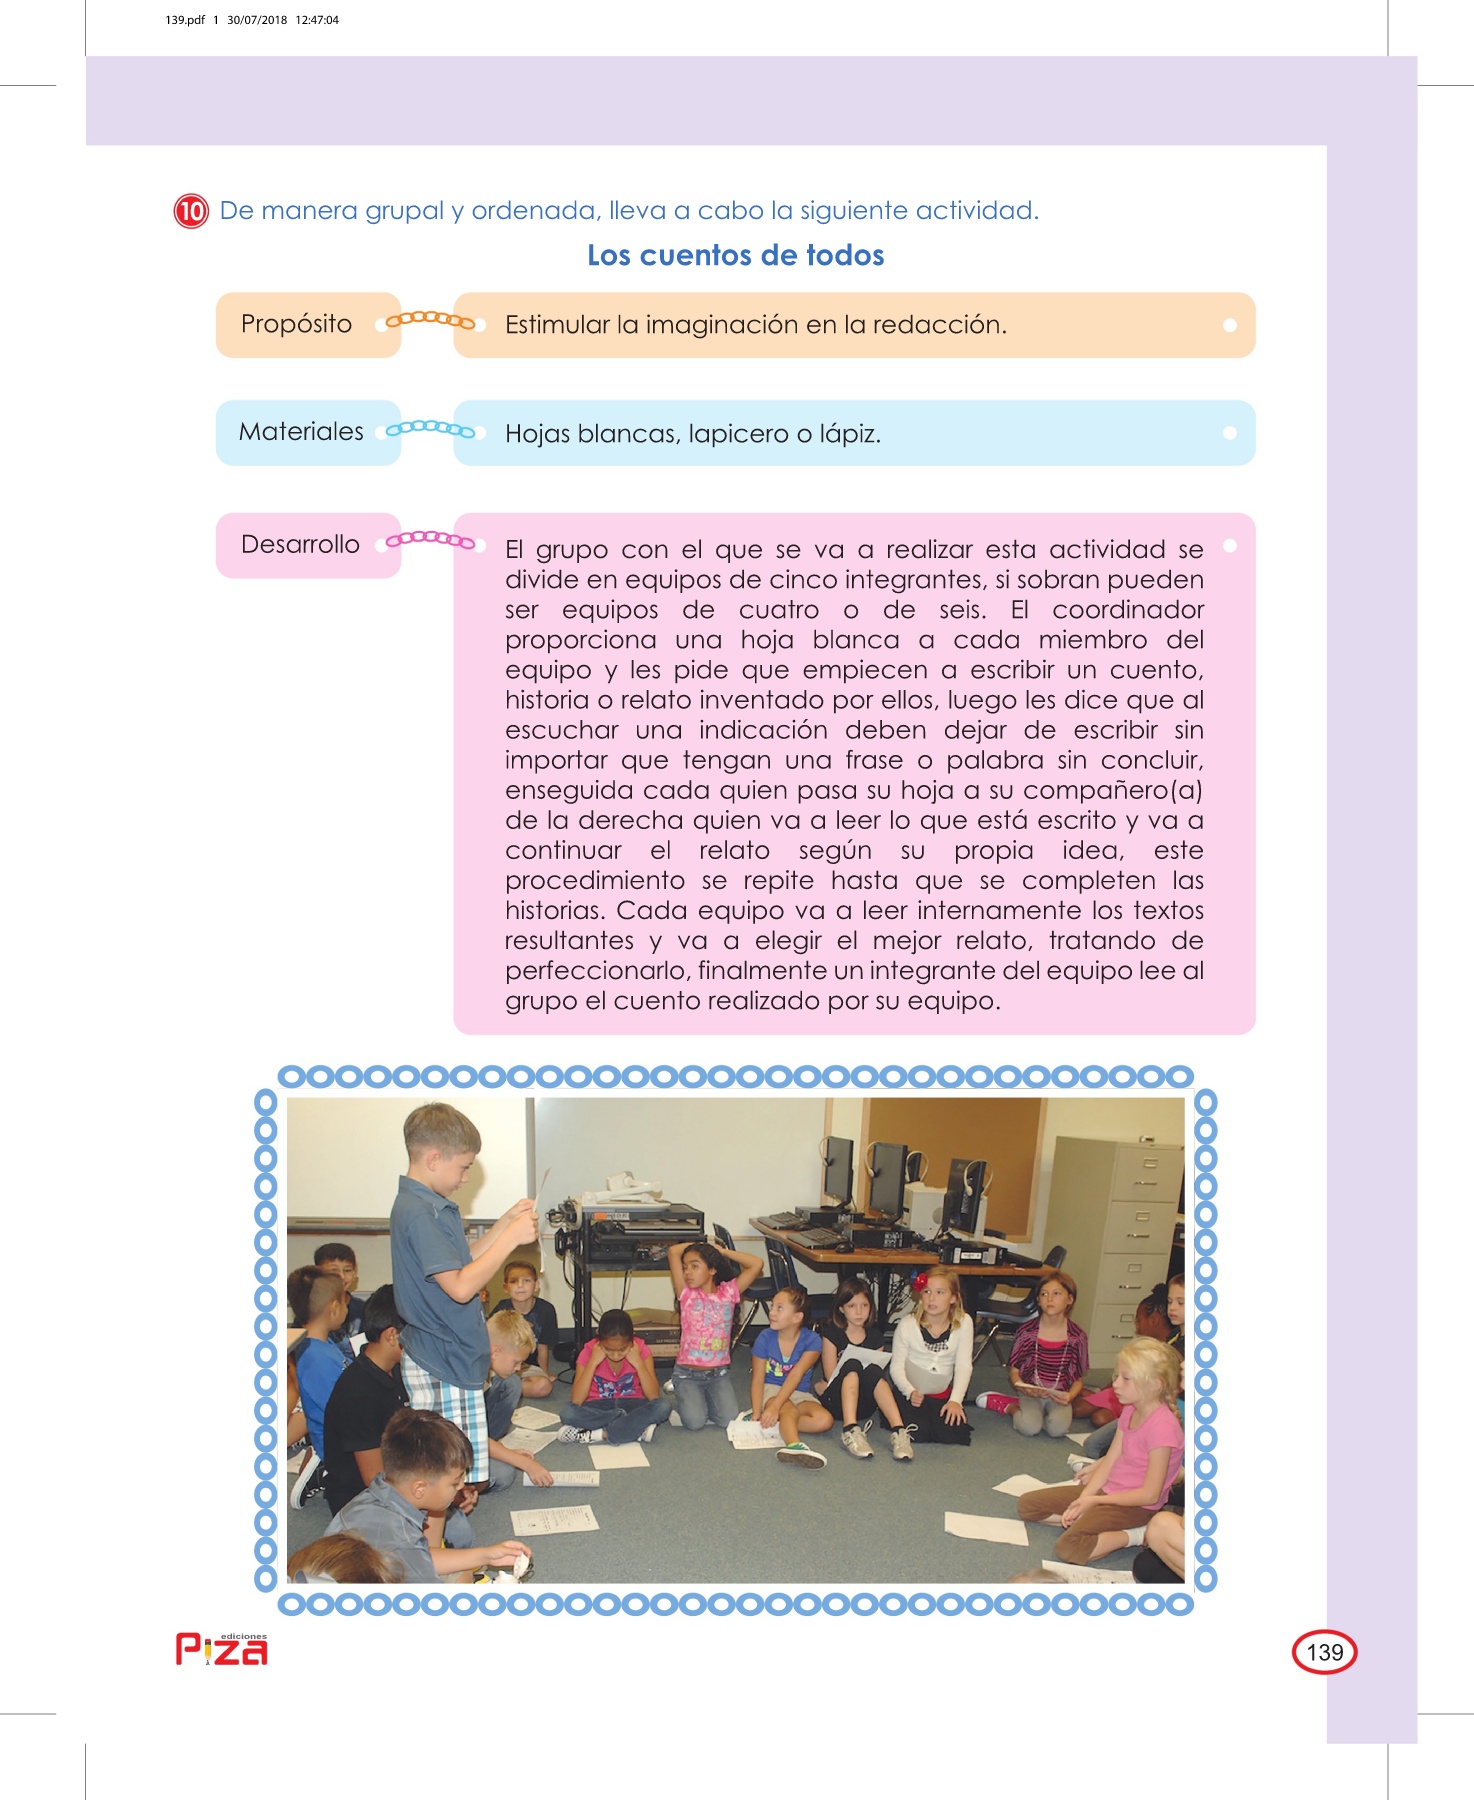 139.pdf 1 30/07/2018 12:47:04
10 De manera grupal y ordenada, lleva a cabo la siguiente actividad.
Los cuentos de todos
Propósito
Estimular la imaginación en la redacción.
Materiales
Hojas blancas, lapicero o lápiz.
Desarrollo
El grupo con el que se va a realizar esta actividad se
divide en equipos de cinco integrantes, si sobran pueden
ser equipos de cuatro o de seis. El coordinador
proporciona una hoja blanca a cada miembro del
equipo y les pide que empiecen a escribir un cuento,
historia o relato inventado por ellos, luego les dice que al
escuchar una indicación deben dejar de escribir sin
importar que tengan una frase o palabra sin concluir,
enseguida cada quien pasa su hoja a su compañero(a)
de la derecha quien va a leer lo que está escrito y va a
continuar el relato según su propia idea, este
procedimiento se repite hasta que se completen las
historias. Cada equipo va a leer internamente los textos
resultantes y va a elegir el mejor relato, tratando de
perfeccionarlo, finalmente un integrante del equipo lee al
grupo el cuento realizado por su equipo.
ediciones
Piza
139